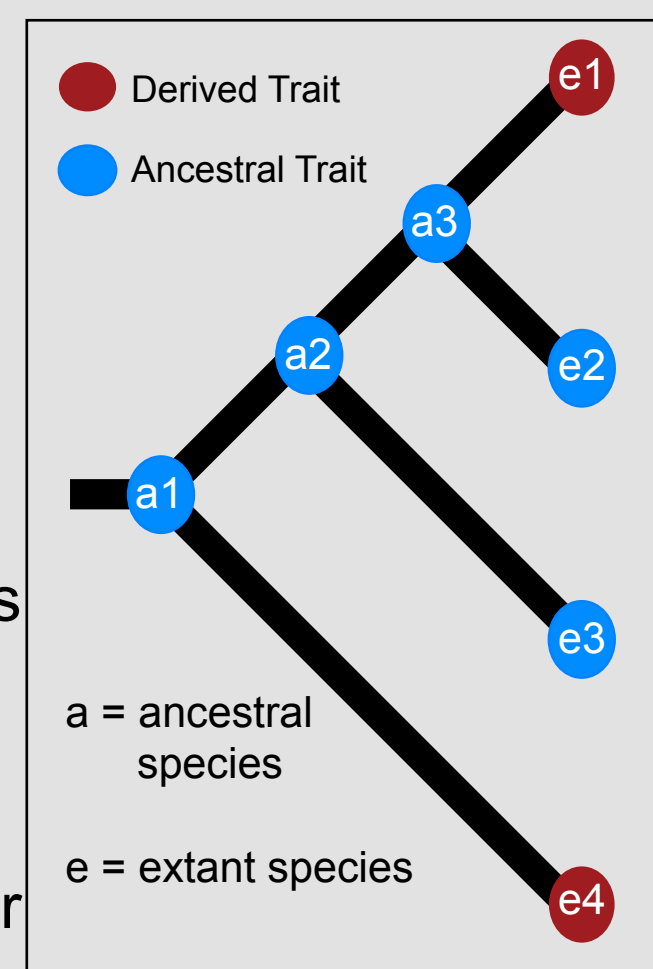 e1
Derived Trait
Ancestral Trait
a3
a2
e2
a1
s
e3
a = ancestral
species
e = extant species
r
e4